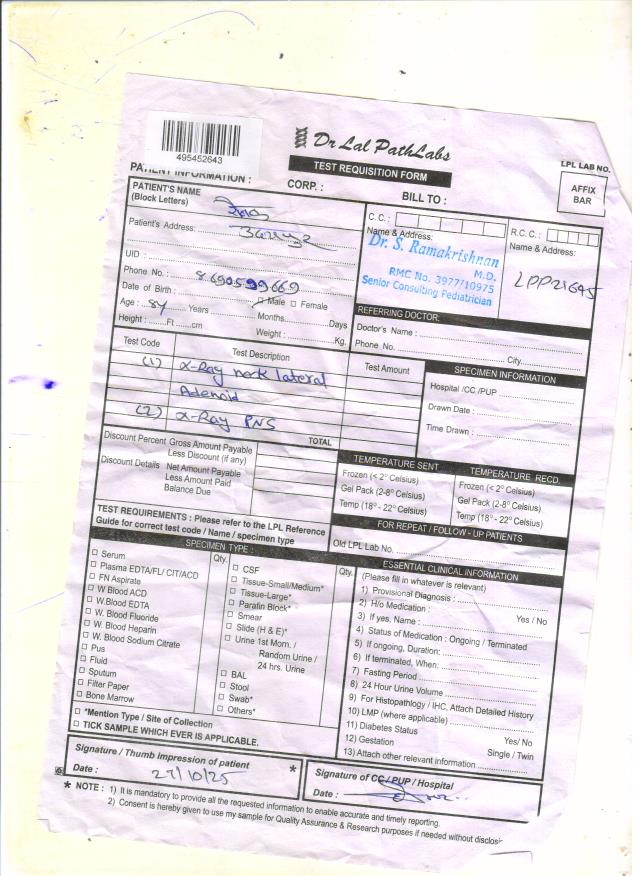 495452643
Dr Lal PathLabs
TEST REQUISITION FORM
LPL LAB NO.
AFFIX
BAR
PATIENT INFORMATION :
CORP. :
BILL TO :
PATIENT'S NAME
(Block Letters)
Patient's Address:
उदयपुर
UID :
Phone No. : 8690599669
Date of Birth :
□ Male □ Female
Age : 8y Years Months Days
Height : Ft cm Weight : Kg.
C.C. :
Name & Address:
Dr. S. Ramakrishnan
M.D.
RMC No. 3977/10975
Senior Consulting Pediatrician
R.C.C. :
Name & Address:
LPP21645
REFERRING DOCTOR:
Doctor's Name :
Phone No. City
Test Code Test Description Test Amount
(1) X-Ray neck lateral
Adenoid
(2) X-Ray PNS
TOTAL
SPECIMEN INFORMATION
Hospital /CC /PUP
Drawn Date :
Time Drawn :
Discount Percent Gross Amount Payable
Less Discount (if any)
Discount Details Net Amount Payable
Less Amount Paid
Balance Due
TEMPERATURE SENT TEMPERATURE RECD.
Frozen (< 2° Celsius) Frozen (< 2° Celsius)
Gel Pack (2-8° Celsius) Gel Pack (2-8° Celsius)
Temp (18° - 22° Celsius) Temp (18° - 22° Celsius)
TEST REQUIREMENTS : Please refer to the LPL Reference
Guide for correct test code / Name / specimen type
FOR REPEAT / FOLLOW - UP PATIENTS
Old LPL Lab No.
SPECIMEN TYPE :
□ Serum
□ Plasma EDTA/FL/ CIT/ACD
□ FN Aspirate
□ W Blood ACD
□ W.Blood EDTA
□ W. Blood Fluoride
□ W. Blood Heparin
□ W. Blood Sodium Citrate
□ Pus
□ Fluid
□ Sputum
□ Filter Paper
□ Bone Marrow
Qty.
□ CSF
□ Tissue-Small/Medium*
□ Tissue-Large*
□ Parafin Block*
□ Smear
□ Slide (H & E)*
□ Urine 1st Morn. /
Random Urine /
24 hrs. Urine
□ BAL
□ Stool
□ Swab*
□ Others*
Qty.
□ *Mention Type / Site of Collection
□ TICK SAMPLE WHICH EVER IS APPLICABLE.
ESSENTIAL CLINICAL INFORMATION
(Please fill in whatever is relevant)
1) Provisional Diagnosis :
2) H/o Medication : Yes / No
3) If yes, Name :
4) Status of Medication : Ongoing / Terminated
5) If ongoing, Duration:
6) If terminated, When:
7) Fasting Period
8) 24 Hour Urine Volume
9) For Histopathlogy / IHC, Attach Detailed History
10) LMP (where applicable)
11) Diabetes Status Yes/ No
12) Gestation Single / Twin
13) Attach other relevant information
Signature / Thumb Impression of patient
Date : 27/10/25 *
Signature of CC / PUP / Hospital
Date :
* NOTE : 1) It is mandatory to provide all the requested information to enable accurate and timely reporting.
2) Consent is hereby given to use my sample for Quality Assurance & Research purposes if needed without disclosi